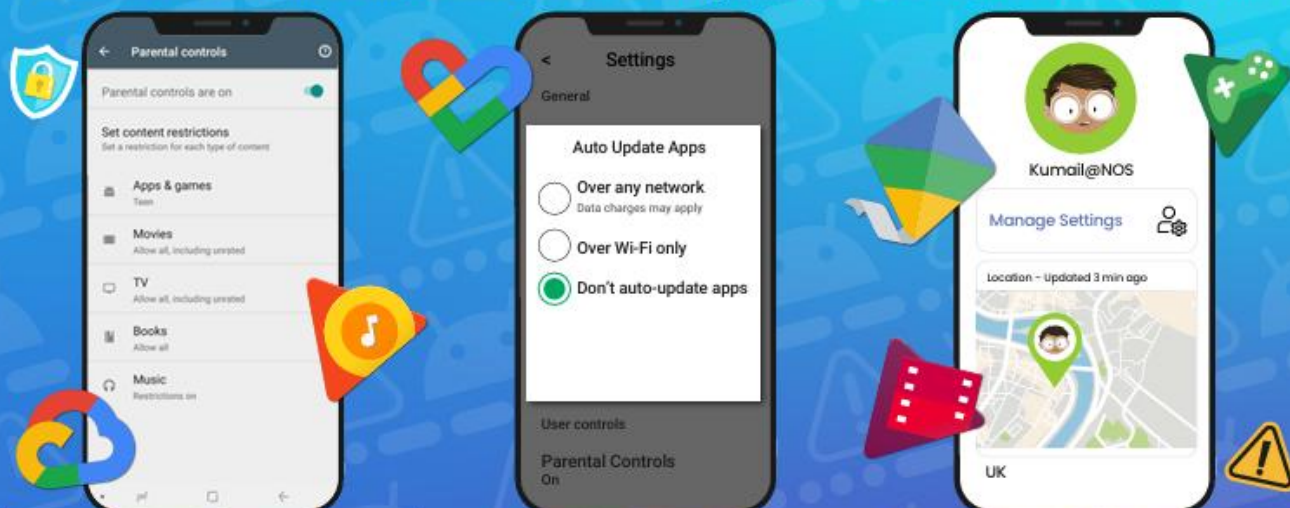 Parental controls
Parental controls are on
Set content restrictions
Set a restriction for each type of content
Apps & games
Teen
Movies
Allow all, including unrated
TV
Allow all, including unrated
Books
Allow all
Music
Restrictions on
< Settings
General
Auto Update Apps
Over any network
Data charges may apply
Over Wi-Fi only
Don't auto-update apps
User controls
Parental Controls
On
Kumail@NOS
Manage Settings
Location - Updated 3 min ago
UK